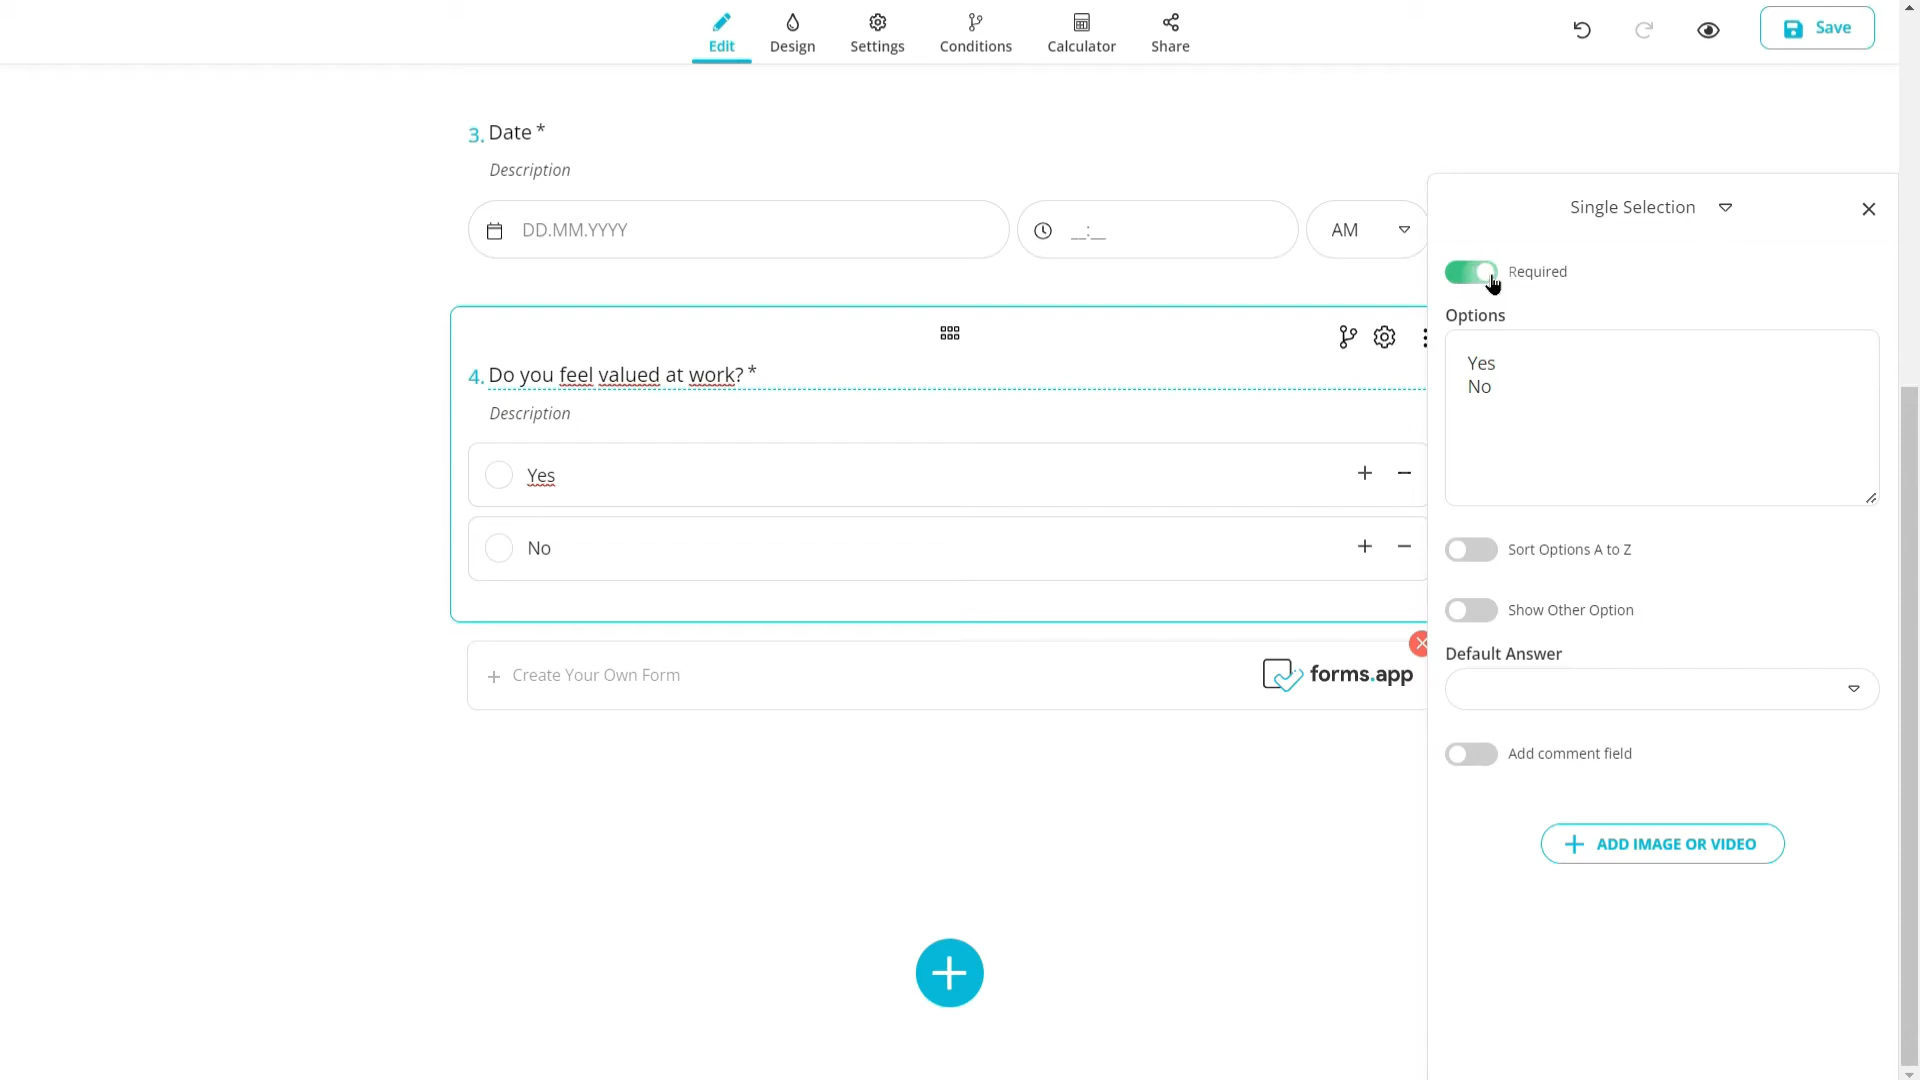 Edit
Design
Settings
Conditions
Calculator
Share
Save
3. Date *
Description
DD.MM.YYYY
__:__
AM
4. Do you feel valued at work? *
Description
Yes
No
Create Your Own Form
forms.app
Single Selection
Required
Options
Yes
No
Sort Options A to Z
Show Other Option
Default Answer
Add comment field
ADD IMAGE OR VIDEO